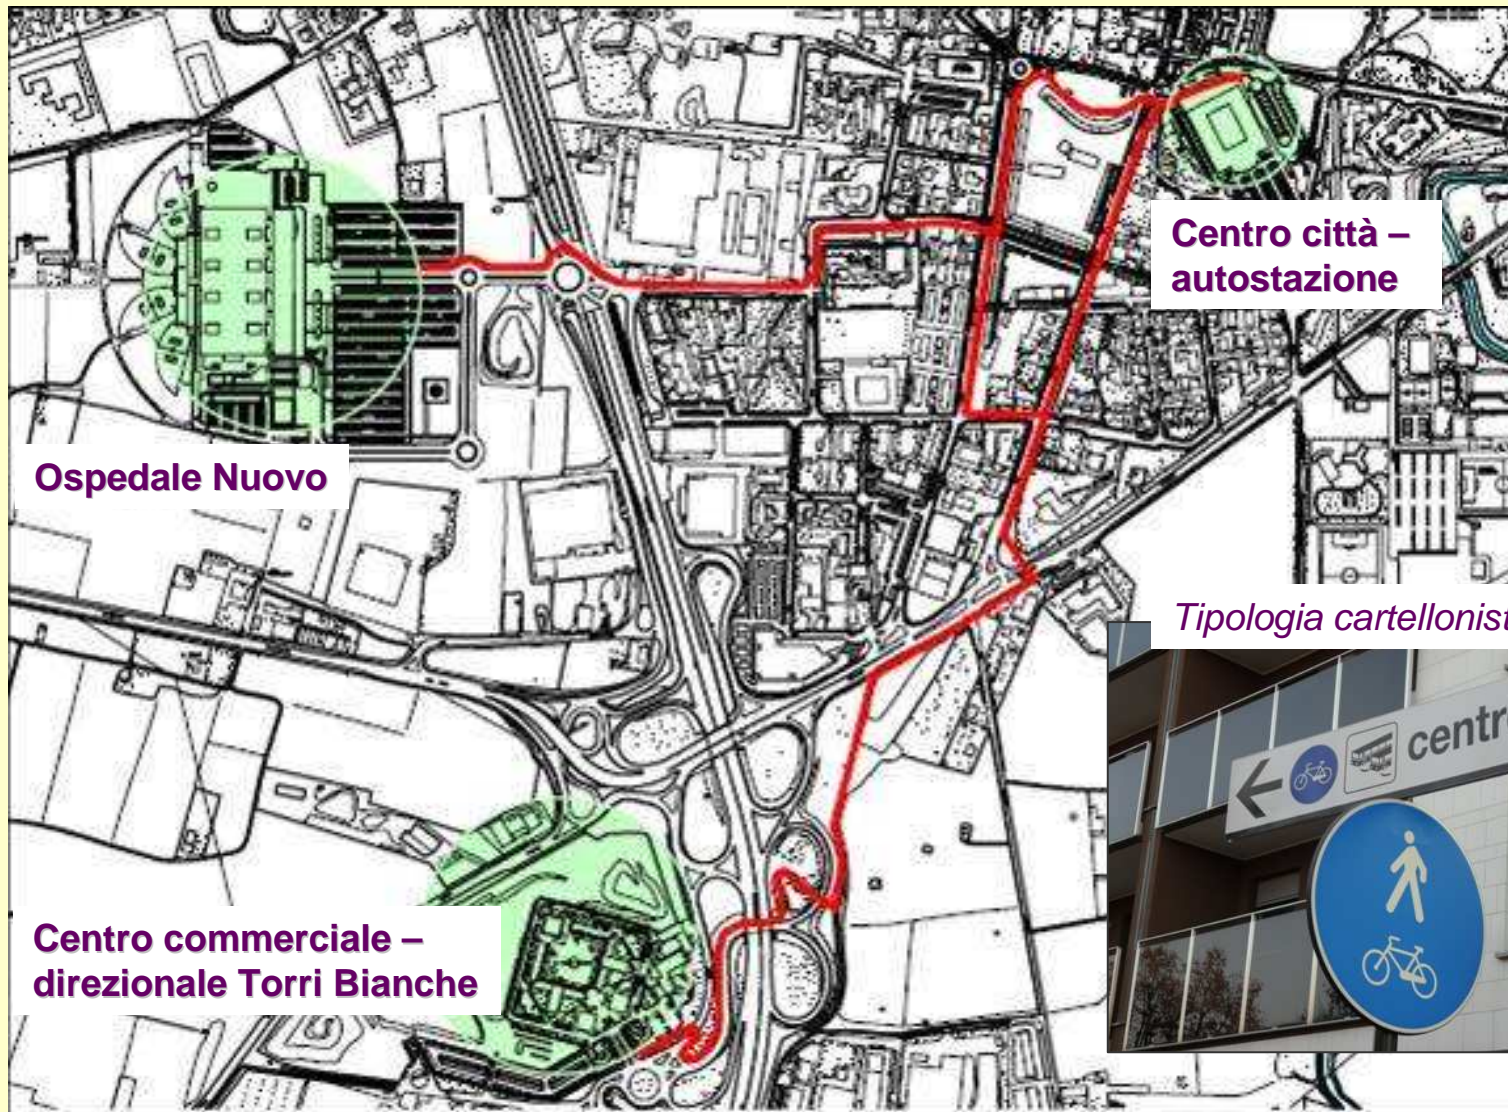 Centro città –
autostazione
Ospedale Nuovo
Tipologia cartellonist
centr
Centro commerciale –
direzionale Torri Bianche